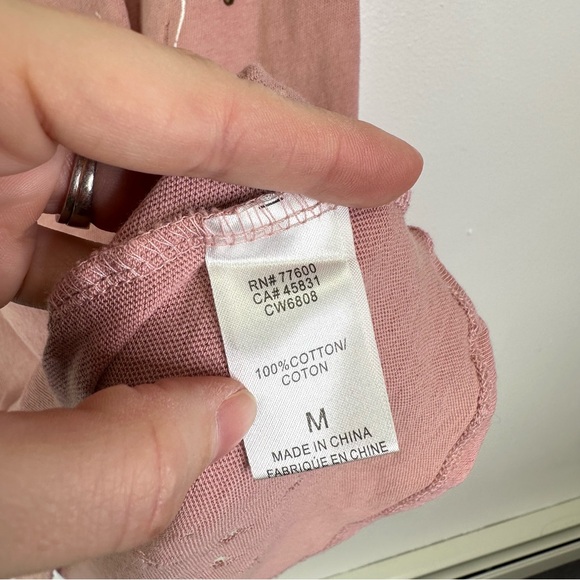 RN# 77600
CA# 45831
CW6808
100%COTTON/
COTON
M
MADE IN CHINA
FABRIQUÉ EN CHINE